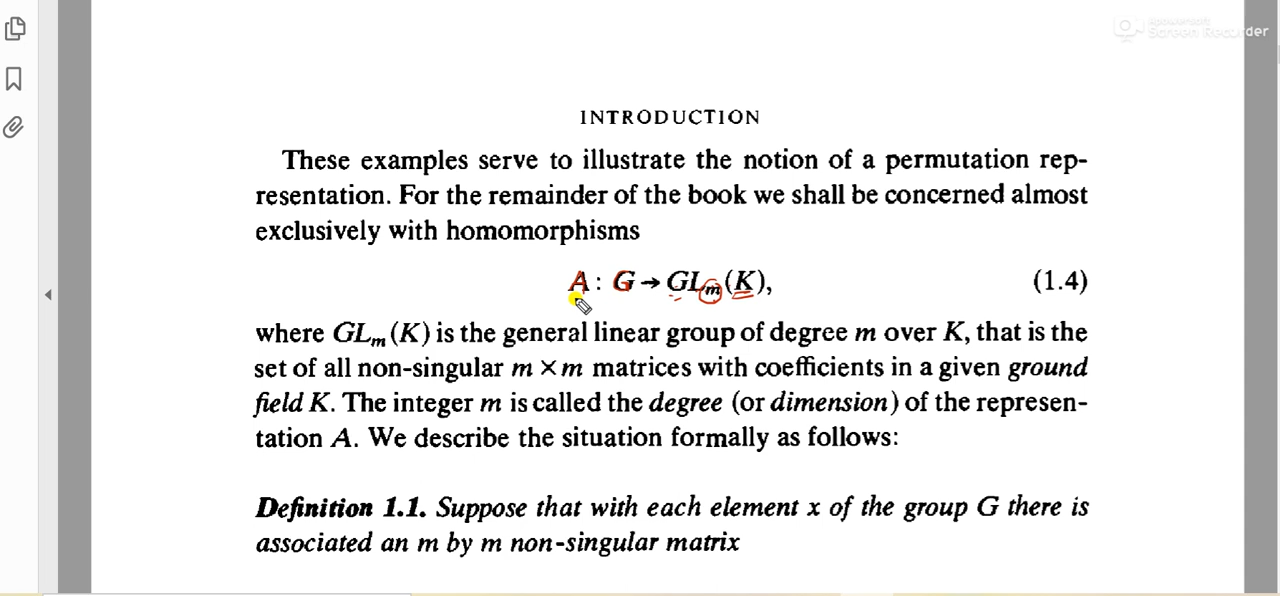 Apowersoft
Screen Recorder
INTRODUCTION
These examples serve to illustrate the notion of a permutation rep-
resentation. For the remainder of the book we shall be concerned almost
exclusively with homomorphisms
A : G → GLₘ(K), (1.4)
where GLₘ(K) is the general linear group of degree m over K, that is the
set of all non-singular m × m matrices with coefficients in a given ground
field K. The integer m is called the degree (or dimension) of the represen-
tation A. We describe the situation formally as follows:
Definition 1.1. Suppose that with each element x of the group G there is
associated an m by m non-singular matrix